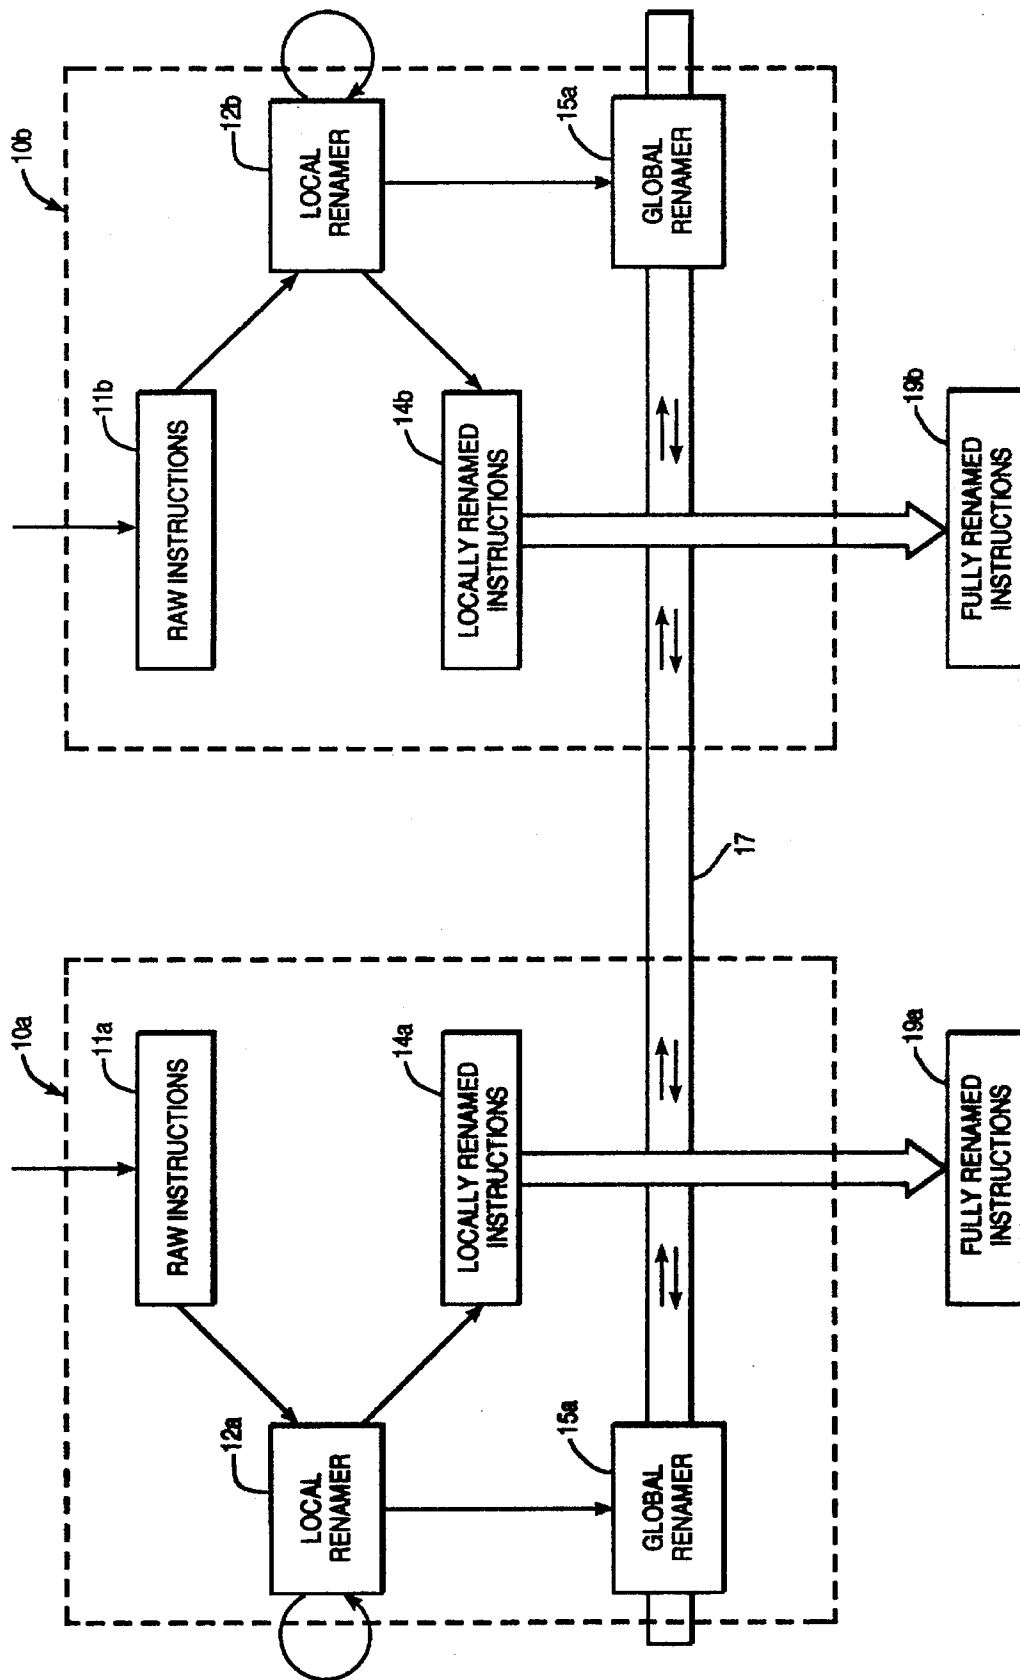 10a
11a
RAW INSTRUCTIONS
12a
LOCAL
RENAMER
14a
LOCALLY RENAMED
INSTRUCTIONS
15a
GLOBAL
RENAMER
19a
FULLY RENAMED
INSTRUCTIONS
17
10b
11b
RAW INSTRUCTIONS
12b
LOCAL
RENAMER
14b
LOCALLY RENAMED
INSTRUCTIONS
15a
GLOBAL
RENAMER
19b
FULLY RENAMED
INSTRUCTIONS